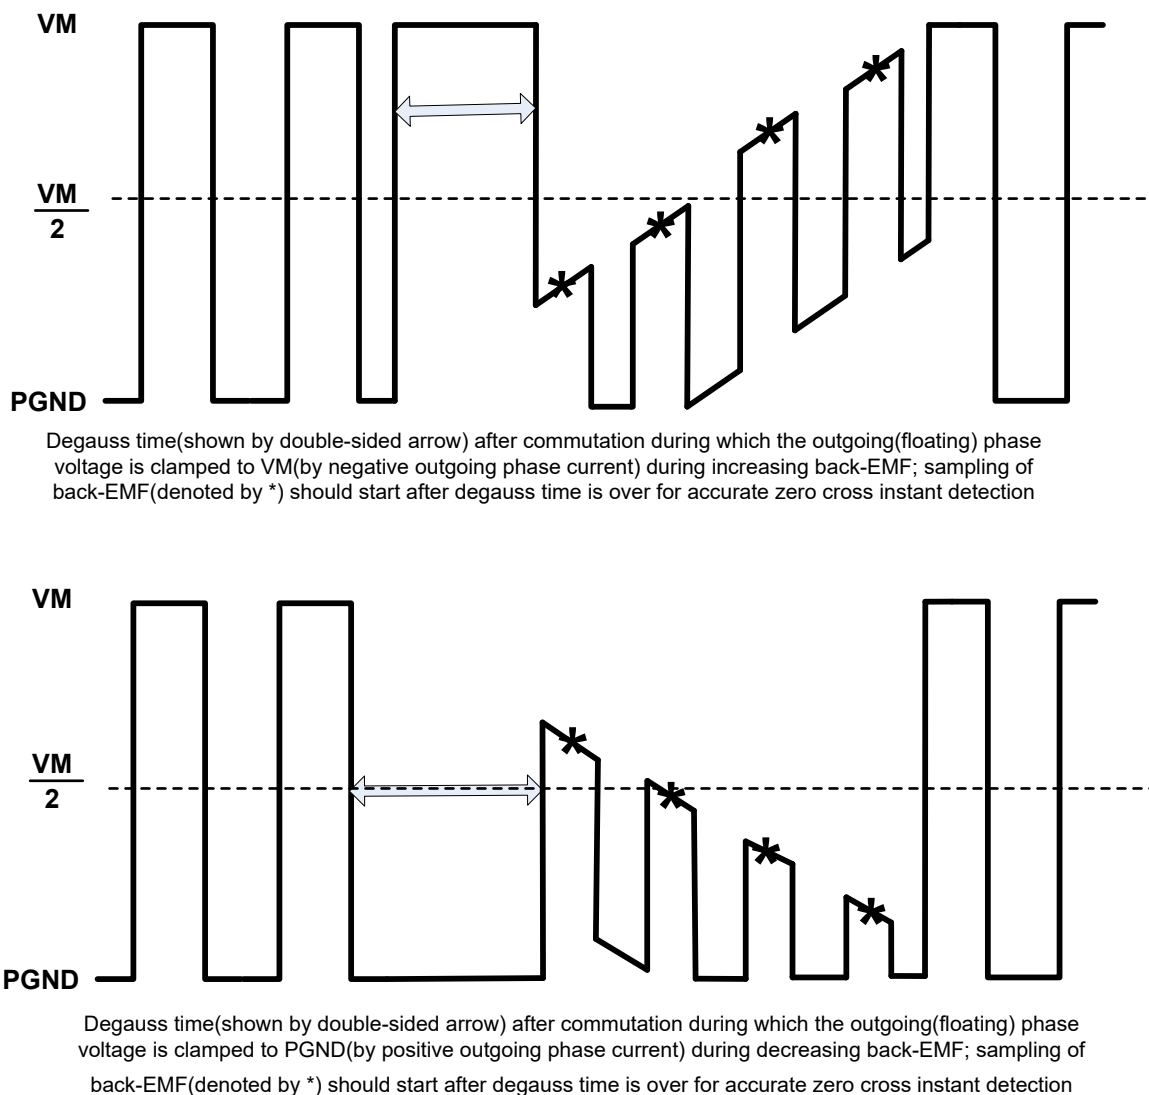 VM
VM
2
PGND
Degauss time(shown by double-sided arrow) after commutation during which the outgoing(floating) phase
voltage is clamped to VM(by negative outgoing phase current) during increasing back-EMF; sampling of
back-EMF(denoted by *) should start after degauss time is over for accurate zero cross instant detection
VM
VM
2
PGND
Degauss time(shown by double-sided arrow) after commutation during which the outgoing(floating) phase
voltage is clamped to PGND(by positive outgoing phase current) during decreasing back-EMF; sampling of
back-EMF(denoted by *) should start after degauss time is over for accurate zero cross instant detection